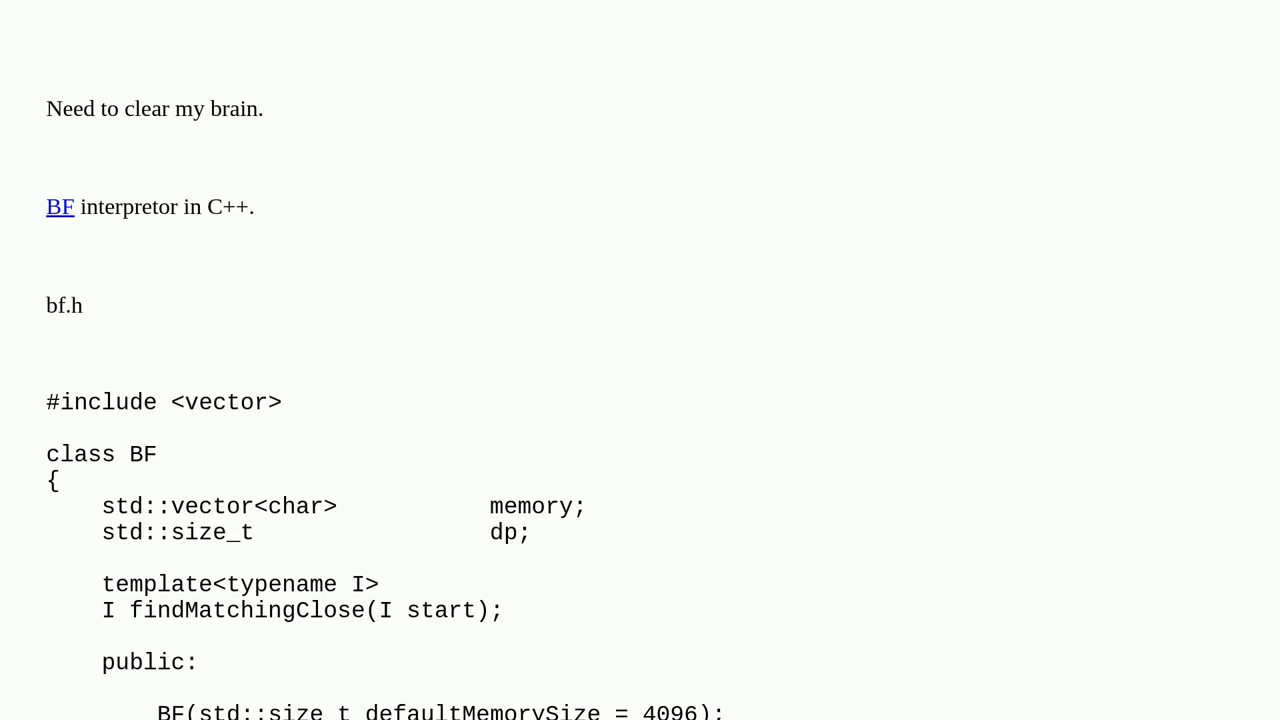 Need to clear my brain.
BF interpretor in C++.
bf.h
#include <vector>
class BF
{
    std::vector<char>           memory;
    std::size_t                 dp;
    template<typename I>
    I findMatchingClose(I start);
    public:
        BF(std::size_t defaultMemorySize = 4096);